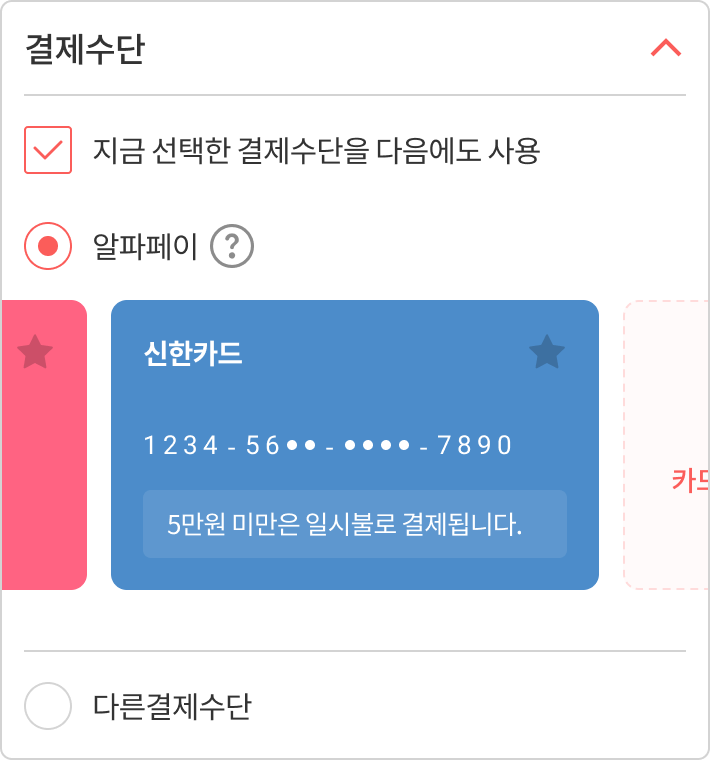 결제수단
지금 선택한 결제수단을 다음에도 사용
알파페이 ?
신한카드
1234 - 56●● - ●●●● - 7890
5만원 미만은 일시불로 결제됩니다.
다른결제수단